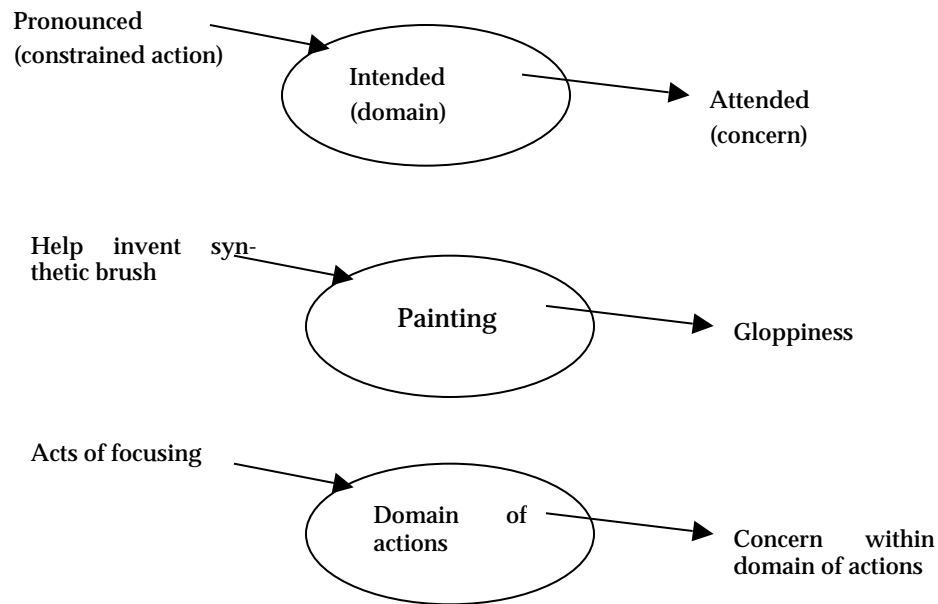 Pronounced
(constrained action)
Intended
(domain)
Attended
(concern)
Help invent syn-
thetic brush
Painting
Gloppiness
Acts of focusing
Domain of
actions
Concern within
domain of actions